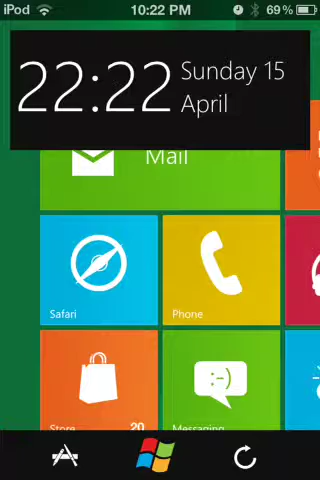 iPod 10:22 PM 69%
22:22 Sunday 15
April
Mail
Safari Phone
Store 20 Messaging